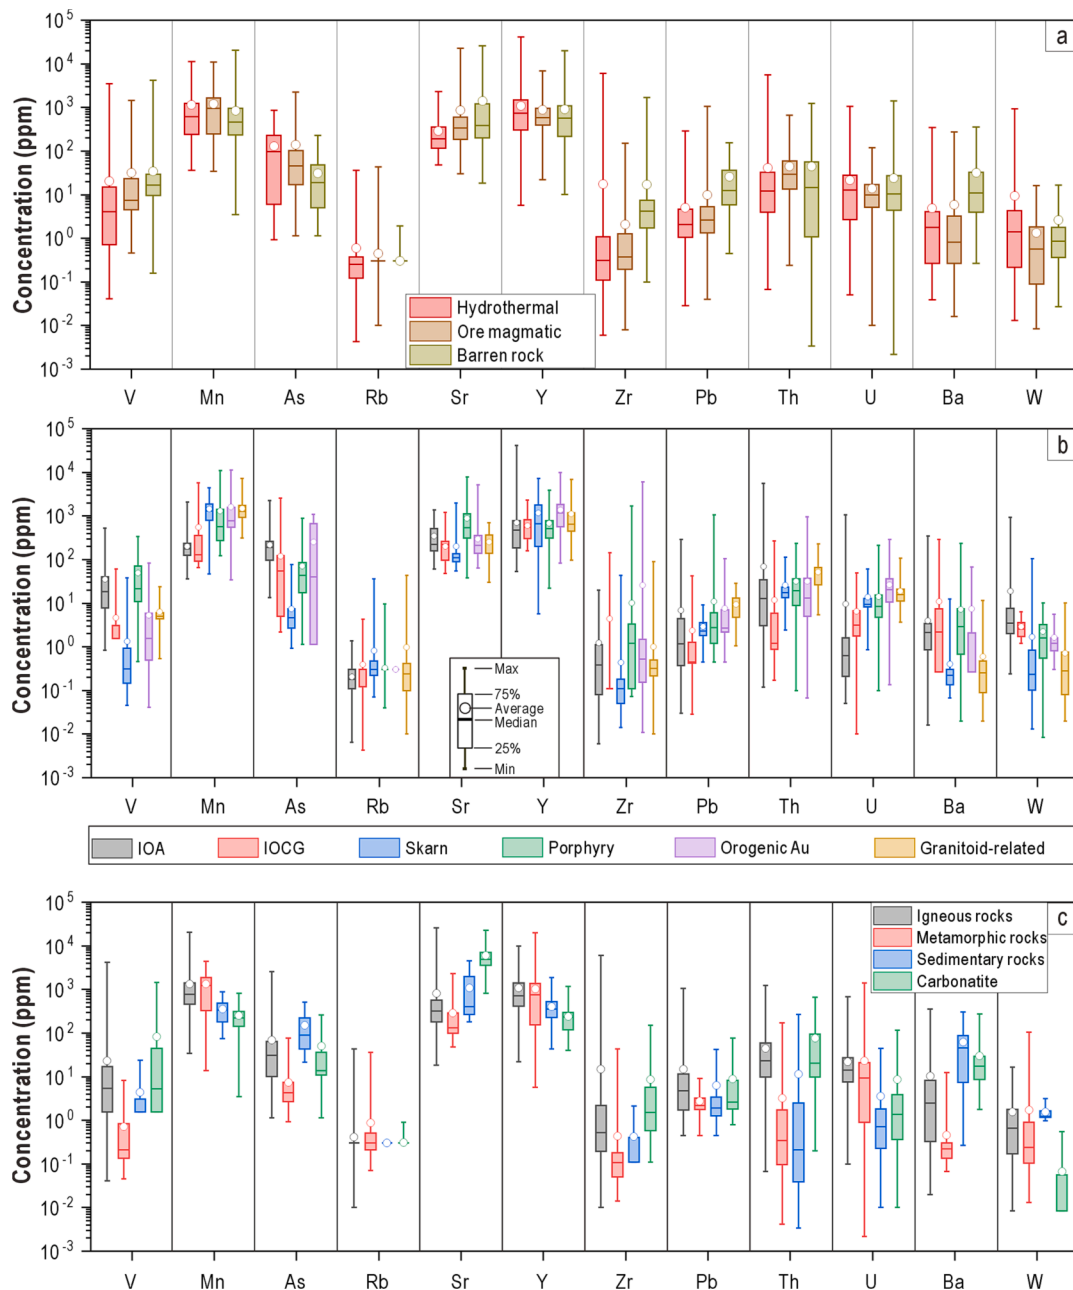 a
10^5
10^4
10^3
10^2
10^1
10^0
10^-1
10^-2
10^-3
Concentration (ppm)
Hydrothermal
Ore magmatic
Barren rock
V Mn As Rb Sr Y Zr Pb Th U Ba W
b
10^5
10^4
10^3
10^2
10^1
10^0
10^-1
10^-2
10^-3
Concentration (ppm)
Max
75%
Average
Median
25%
Min
V Mn As Rb Sr Y Zr Pb Th U Ba W
IOA IOCG Skarn Porphyry Orogenic Au Granitoid-related
c
10^5
10^4
10^3
10^2
10^1
10^0
10^-1
10^-2
10^-3
Concentration (ppm)
Igneous rocks
Metamorphic rocks
Sedimentary rocks
Carbonatite
V Mn As Rb Sr Y Zr Pb Th U Ba W